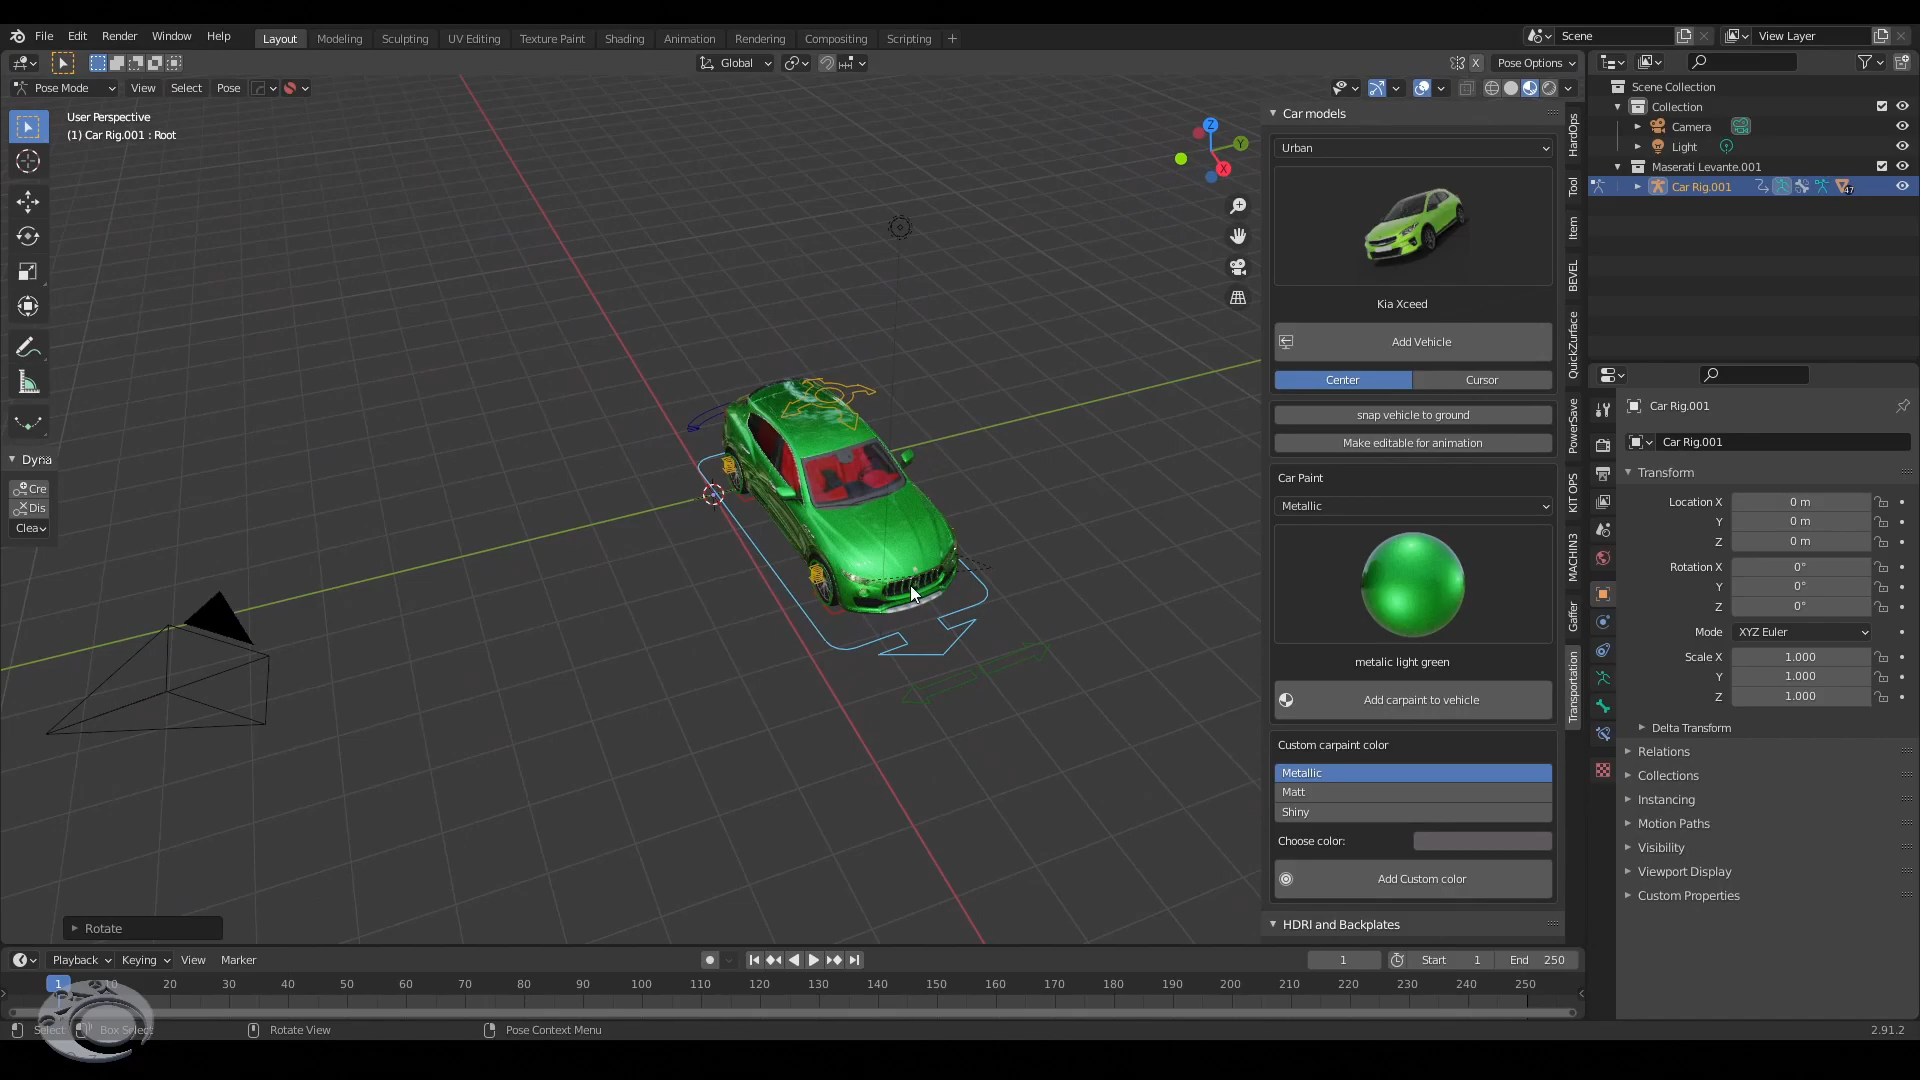 File Edit Render Window Help Layout Modeling Sculpting UV Editing Texture Paint Shading Animation Rendering Compositing Scripting + Scene View Layer
Global X Pose Options
Pose Mode View Select Pose
User Perspective
(1) Car Rig.001 : Root
Z
Y
X
Dyna
Cre
Dis
Clea
Rotate
Car models
Urban
Kia Xceed
Add Vehicle
Center Cursor
snap vehicle to ground
Make editable for animation
Car Paint
Metallic
metalic light green
Add carpaint to vehicle
Custom carpaint color
Metallic
Matt
Shiny
Choose color:
Add Custom color
HDRI and Backplates
HardOps
Tool
Item
BEVEL
QuickZurface
PowerSave
KIT OPS
MACHIN3
Gaffer
Transportation
Scene Collection
Collection
Camera
Light
Maserati Levante.001
Car Rig.001 47
Car Rig.001
Car Rig.001
Transform
Location X 0 m
Y 0 m
Z 0 m
Rotation X 0°
Y 0°
Z 0°
Mode XYZ Euler
Scale X 1.000
Y 1.000
Z 1.000
Delta Transform
Relations
Collections
Instancing
Motion Paths
Visibility
Viewport Display
Custom Properties
Playback Keying View Marker 1 Start 1 End 250
1 10 20 30 40 50 60 70 80 90 100 110 120 130 140 150 160 170 180 190 200 210 220 230 240 250
Select Box Select Rotate View Pose Context Menu 2.91.2